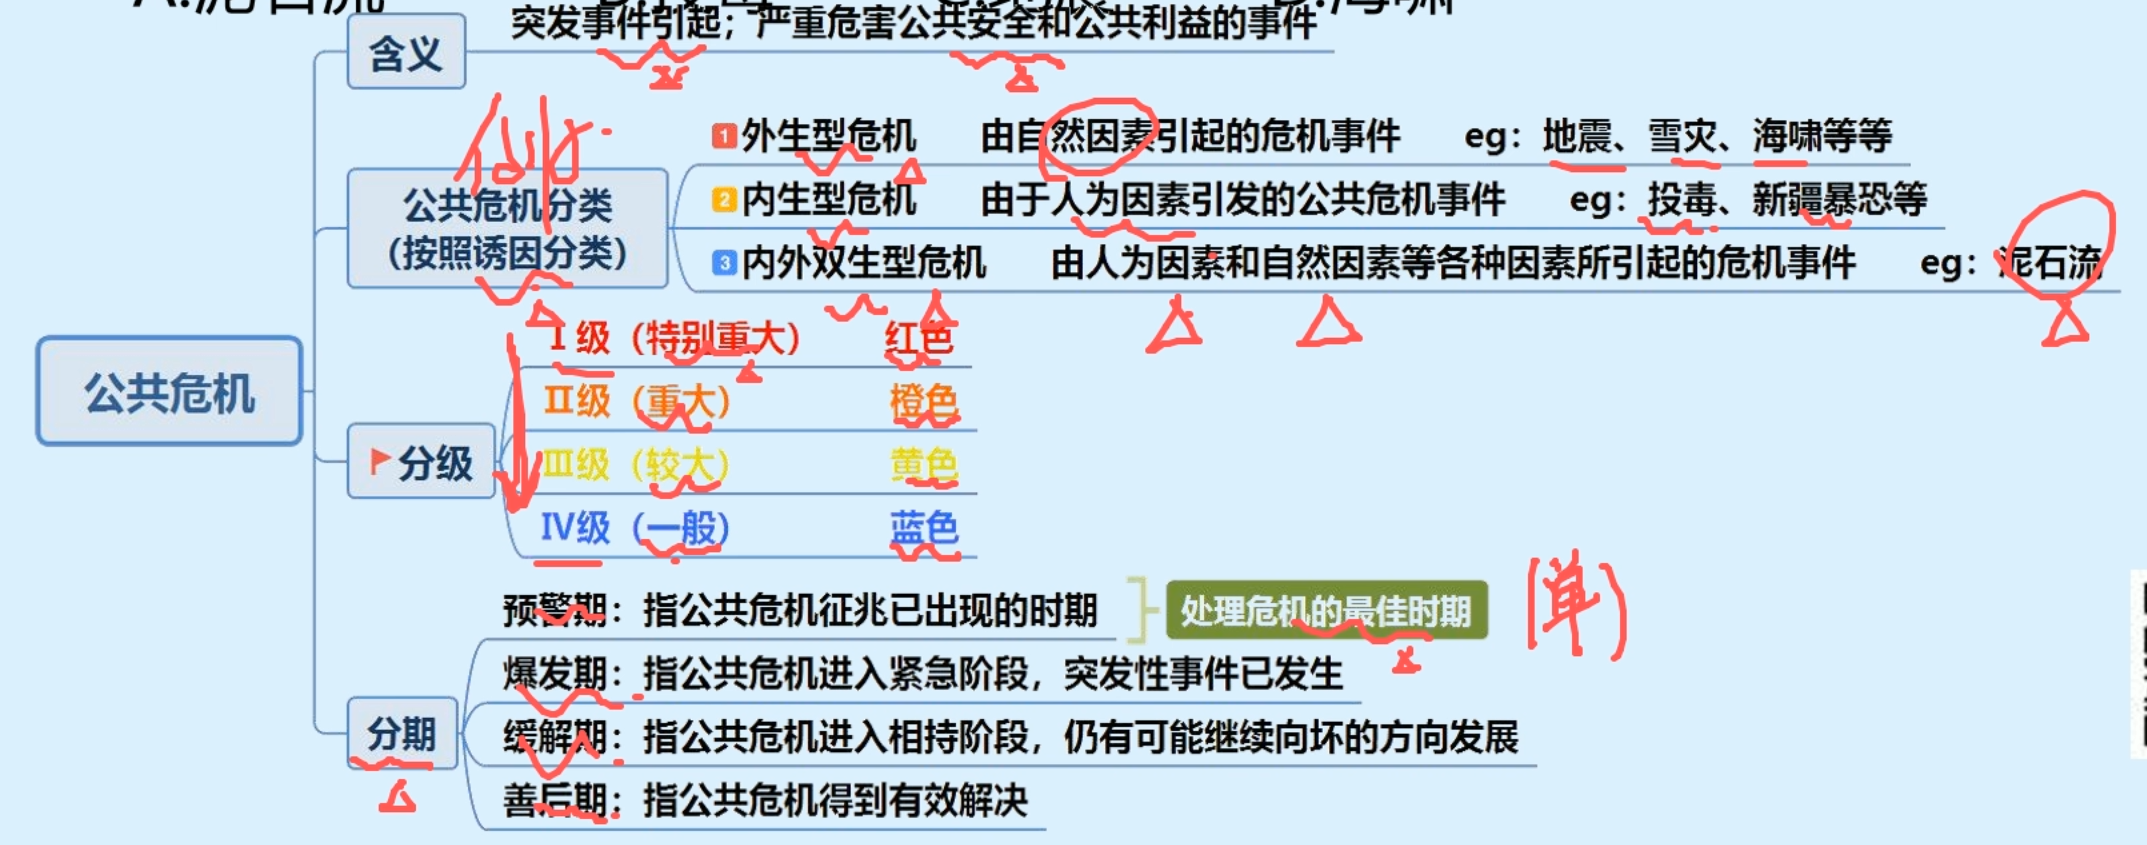 A.泥石流
D.海啸
含义
突发事件引起；严重危害公共安全和公共利益的事件
公共危机分类
（按照诱因分类）
1 外生型危机 由自然因素引起的危机事件 eg：地震、雪灾、海啸等等
2 内生型危机 由于人为因素引发的公共危机事件 eg：投毒、新疆暴恐等
3 内外双生型危机 由人为因素和自然因素等各种因素所引起的危机事件 eg：泥石流
公共危机
分级
I 级（特别重大） 红色
II级（重大） 橙色
III级（较大） 黄色
IV级（一般） 蓝色
分期
预警期：指公共危机征兆已出现的时期 处理危机的最佳时期
(单)
爆发期：指公共危机进入紧急阶段，突发性事件已发生
缓解期：指公共危机进入相持阶段，仍有可能继续向坏的方向发展
善后期：指公共危机得到有效解决